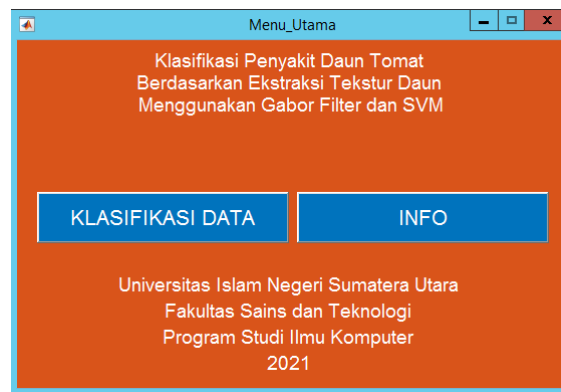 Menu_Utama
Klasifikasi Penyakit Daun Tomat
Berdasarkan Ekstraksi Tekstur Daun
Menggunakan Gabor Filter dan SVM
KLASIFIKASI DATA
INFO
Universitas Islam Negeri Sumatera Utara
Fakultas Sains dan Teknologi
Program Studi Ilmu Komputer
2021